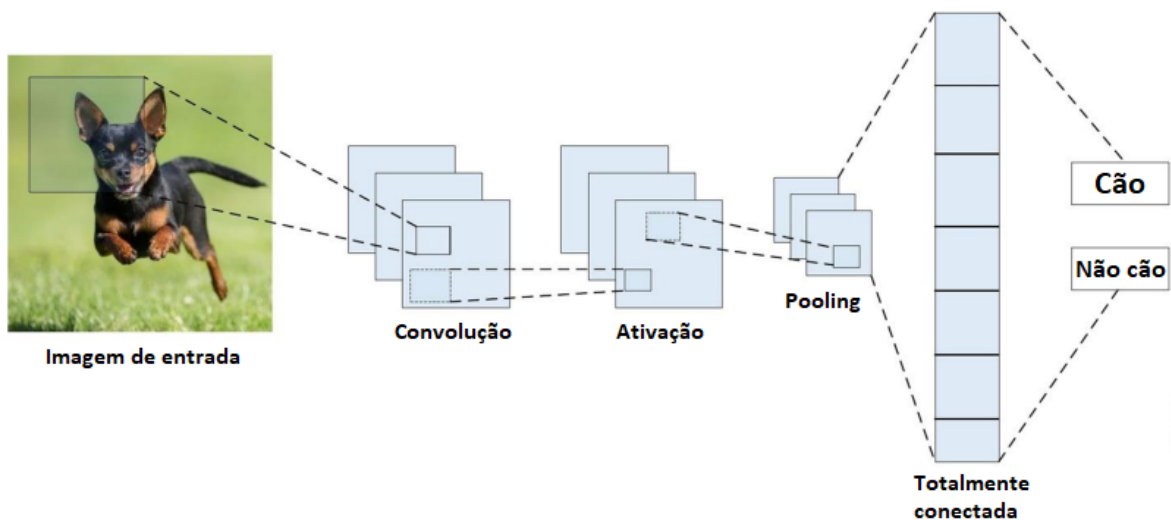 Imagem de entrada
Convolução
Ativação
Pooling
Totalmente
conectada
Cão
Não cão